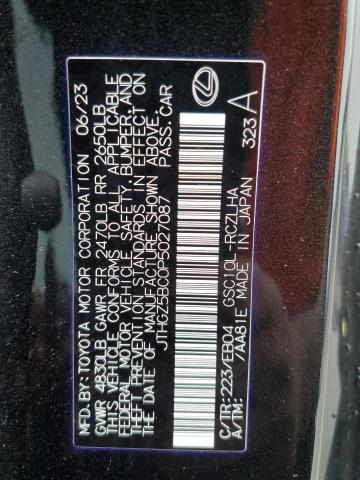 MFD.BY:TOYOTA MOTOR CORPORATION 06/23
GVWR 4830LB GAWR FR 2470LB RR 2650LB
THIS VEHICLE CONFORMS TO ALL APPLICABLE
FEDERAL MOTOR VEHICLE SAFETY,BUMPER,AND
THEFT PREVENTION STANDARDS IN EFFECT ON
THE DATE OF MANUFACTURE SHOWN ABOVE.
JTHGZ5BC0P5027087 PASS.CAR
C/TR:223/EB04 GSC10L-RCZLHA
A/TM: /AA81E MADE IN JAPAN 323 A